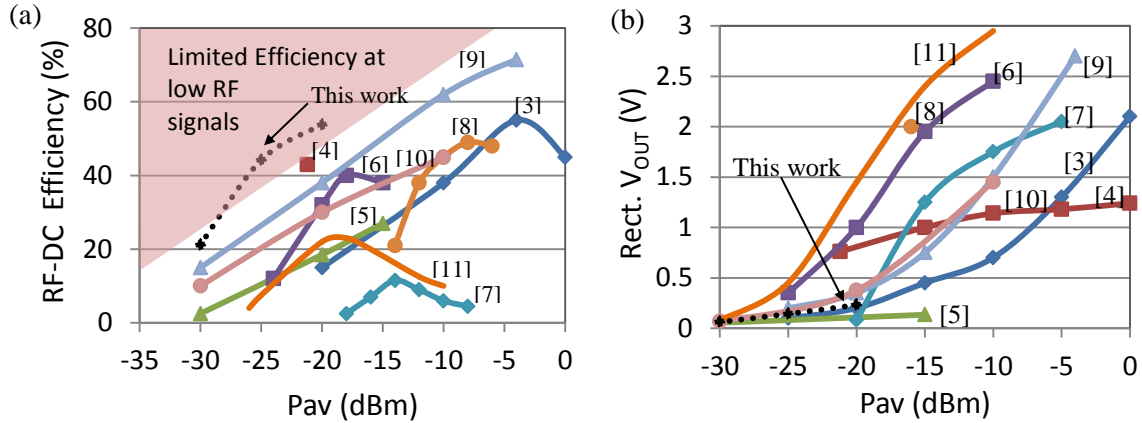 (a)
80
60
40
20
0
RF-DC Efficiency (%)
Limited Efficiency at
low RF
signals
This work
[9]
[3]
[8]
[4]
[10]
[6]
[5]
[11]
[7]
-35 -30 -25 -20 -15 -10 -5 0
Pav (dBm)
(b)
3
2.5
2
1.5
1
0.5
0
Rect. VOUT (V)
[11]
[6]
[9]
[8]
[7]
This work
[3]
[4]
[10]
[5]
-30 -25 -20 -15 -10 -5 0
Pav (dBm)